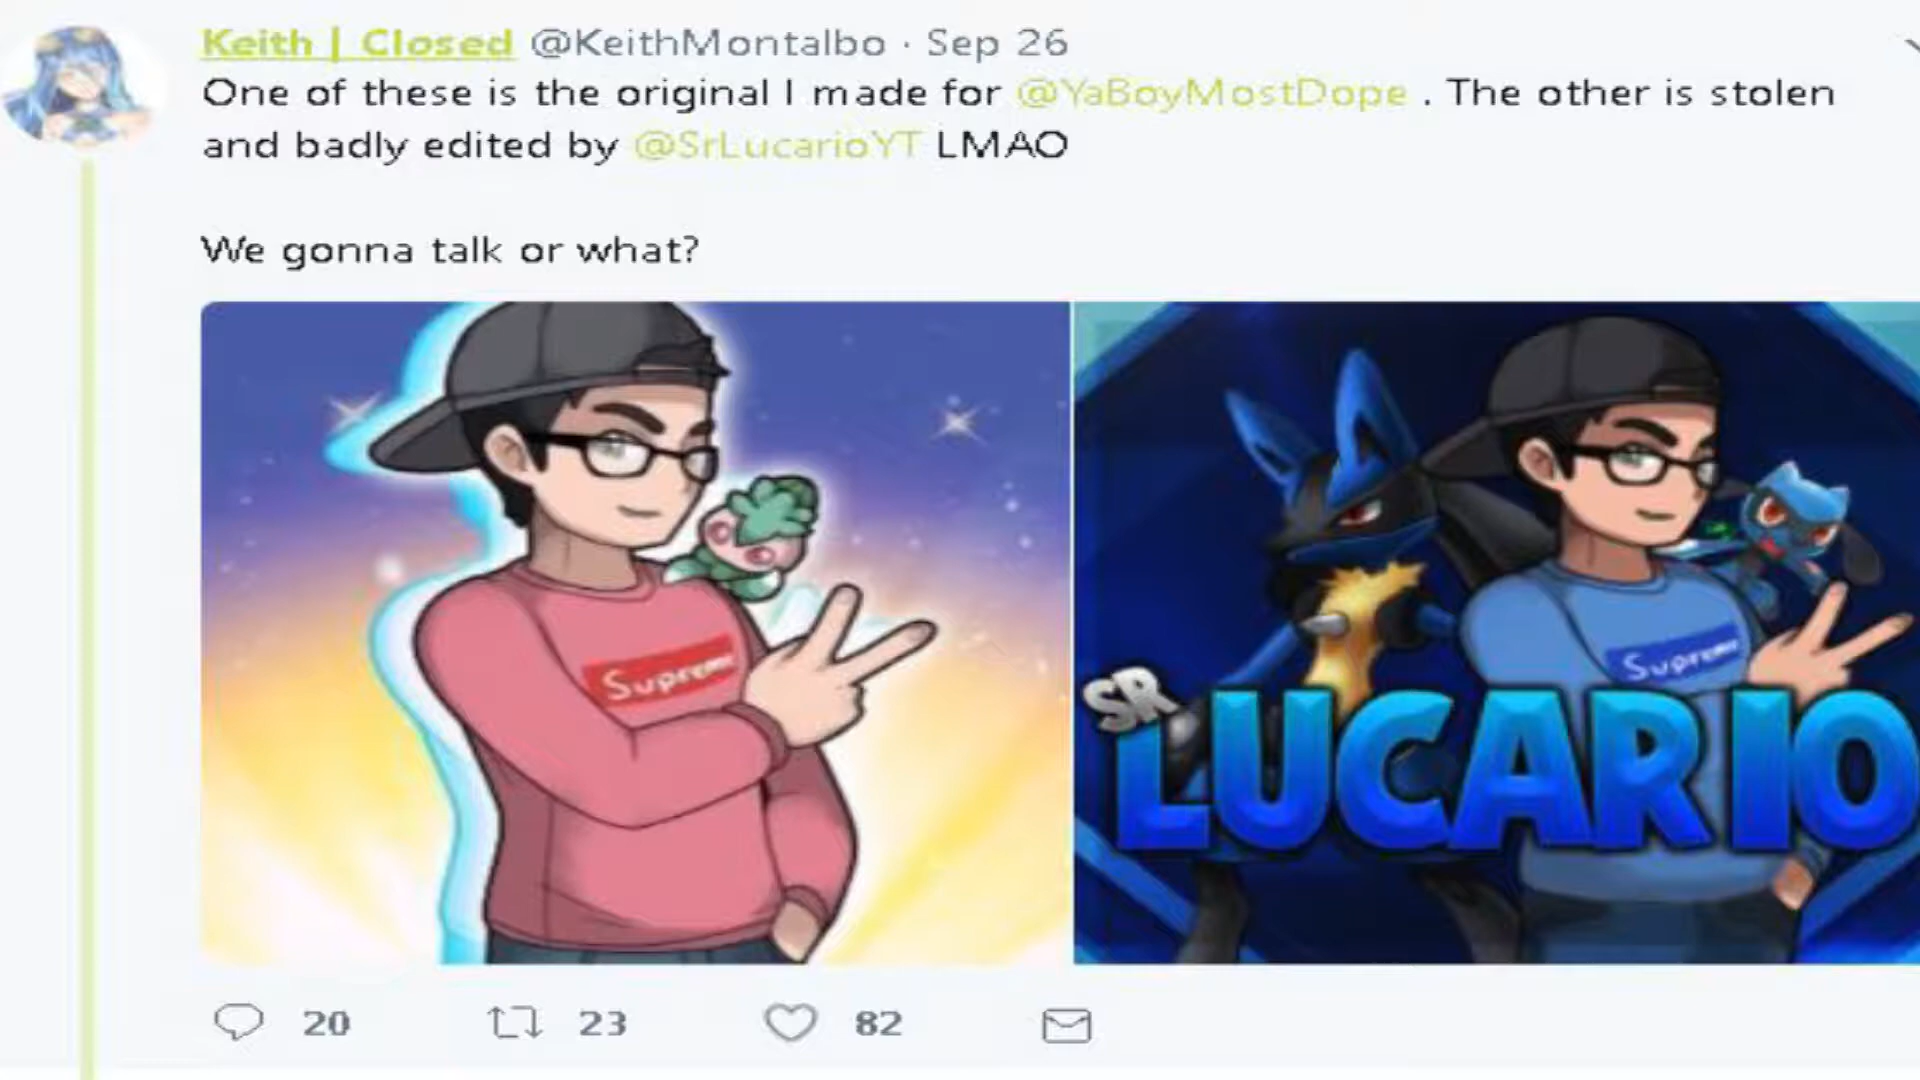 Keith | Closed @KeithMontalbo · Sep 26
One of these is the original I made for @YaBoyMostDope . The other is stolen
and badly edited by @SrLucarioYT LMAO
We gonna talk or what?
Supreme
Supreme
SR
LUCARIO
20 23 82